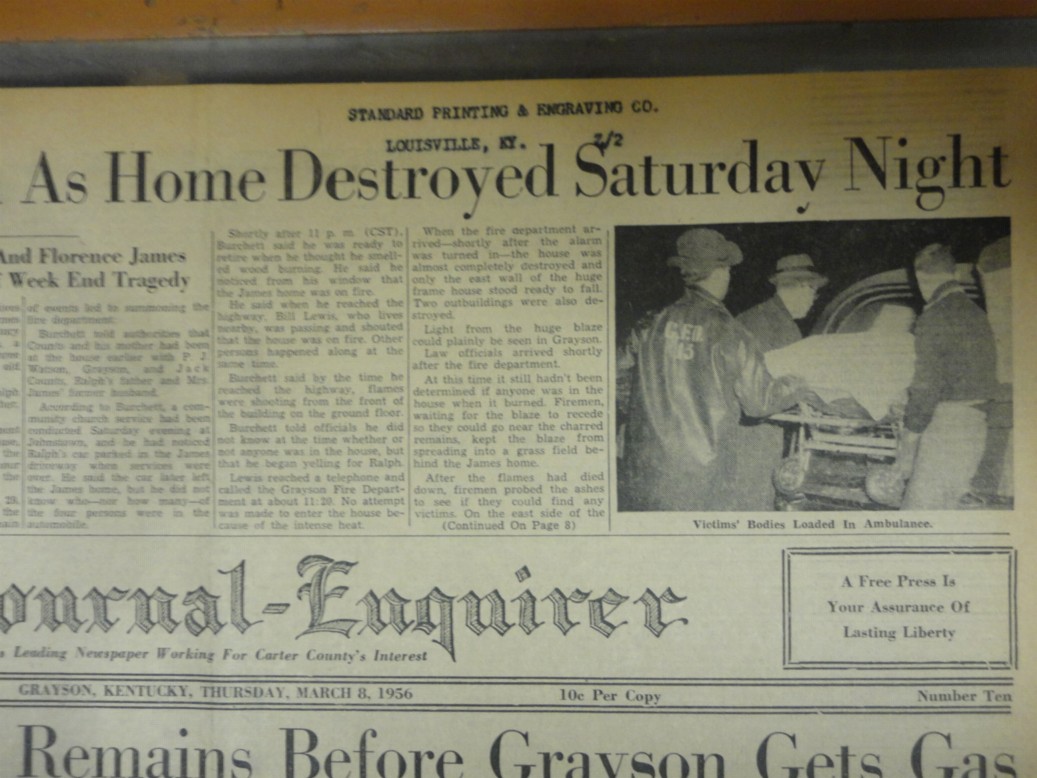 STANDARD PRINTING & ENGRAVING CO.
LOUISVILLE, KY. 3/2
As Home Destroyed Saturday Night
And Florence James
Week End Tragedy
of events led to summoning the
fire department.
Burchett told authorities that
Counts and his mother had been
at the house earlier with P. J.
Watson, Grayson, and Jack
Counts, Ralph's father and Mrs.
James' former husband.
According to Burchett, a com-
munity church service had been
conducted Saturday evening at
Johnstown, and he had noticed
Ralph's car parked in the James
driveway when services were
over. He said the car later left
the James home, but he did not
know who—nor how many—of
the four persons were in the
automobile.
Shortly after 11 p. m. (CST),
Burchett said he was ready to
retire when he thought he smell-
ed wood burning. He said he
noticed from his window that
the James home was on fire.
He said when he reached the
highway, Bill Lewis, who lives
nearby, was passing and shouted
that the house was on fire. Other
persons happened along at the
same time.
Burchett said by the time he
reached the highway, flames
were shooting from the front of
the building on the ground floor.
Burchett told officials he did
not know at the time whether or
not anyone was in the house, but
that he began yelling for Ralph.
Lewis reached a telephone and
called the Grayson Fire Depart-
ment at about 11:20. No attempt
was made to enter the house be-
cause of the intense heat.
When the fire department ar-
rived—shortly after the alarm
was turned in—the house was
almost completely destroyed and
only the east wall of the huge
frame house stood ready to fall.
Two outbuildings were also de-
stroyed.
Light from the huge blaze
could plainly be seen in Grayson.
Law officials arrived shortly
after the fire department.
At this time it still hadn't been
determined if anyone was in the
house when it burned. Firemen,
waiting for the blaze to recede
so they could go near the charred
remains, kept the blaze from
spreading into a grass field be-
hind the James home.
After the flames had died
down, firemen probed the ashes
to see if they could find any
victims. On the east side of the
(Continued On Page 8)
Victims' Bodies Loaded In Ambulance.
ournal-Enquirer
Leading Newspaper Working For Carter County's Interest
A Free Press Is
Your Assurance Of
Lasting Liberty
GRAYSON, KENTUCKY, THURSDAY, MARCH 8, 1956 10c Per Copy Number Ten
Remains Before Grayson Gets Gas